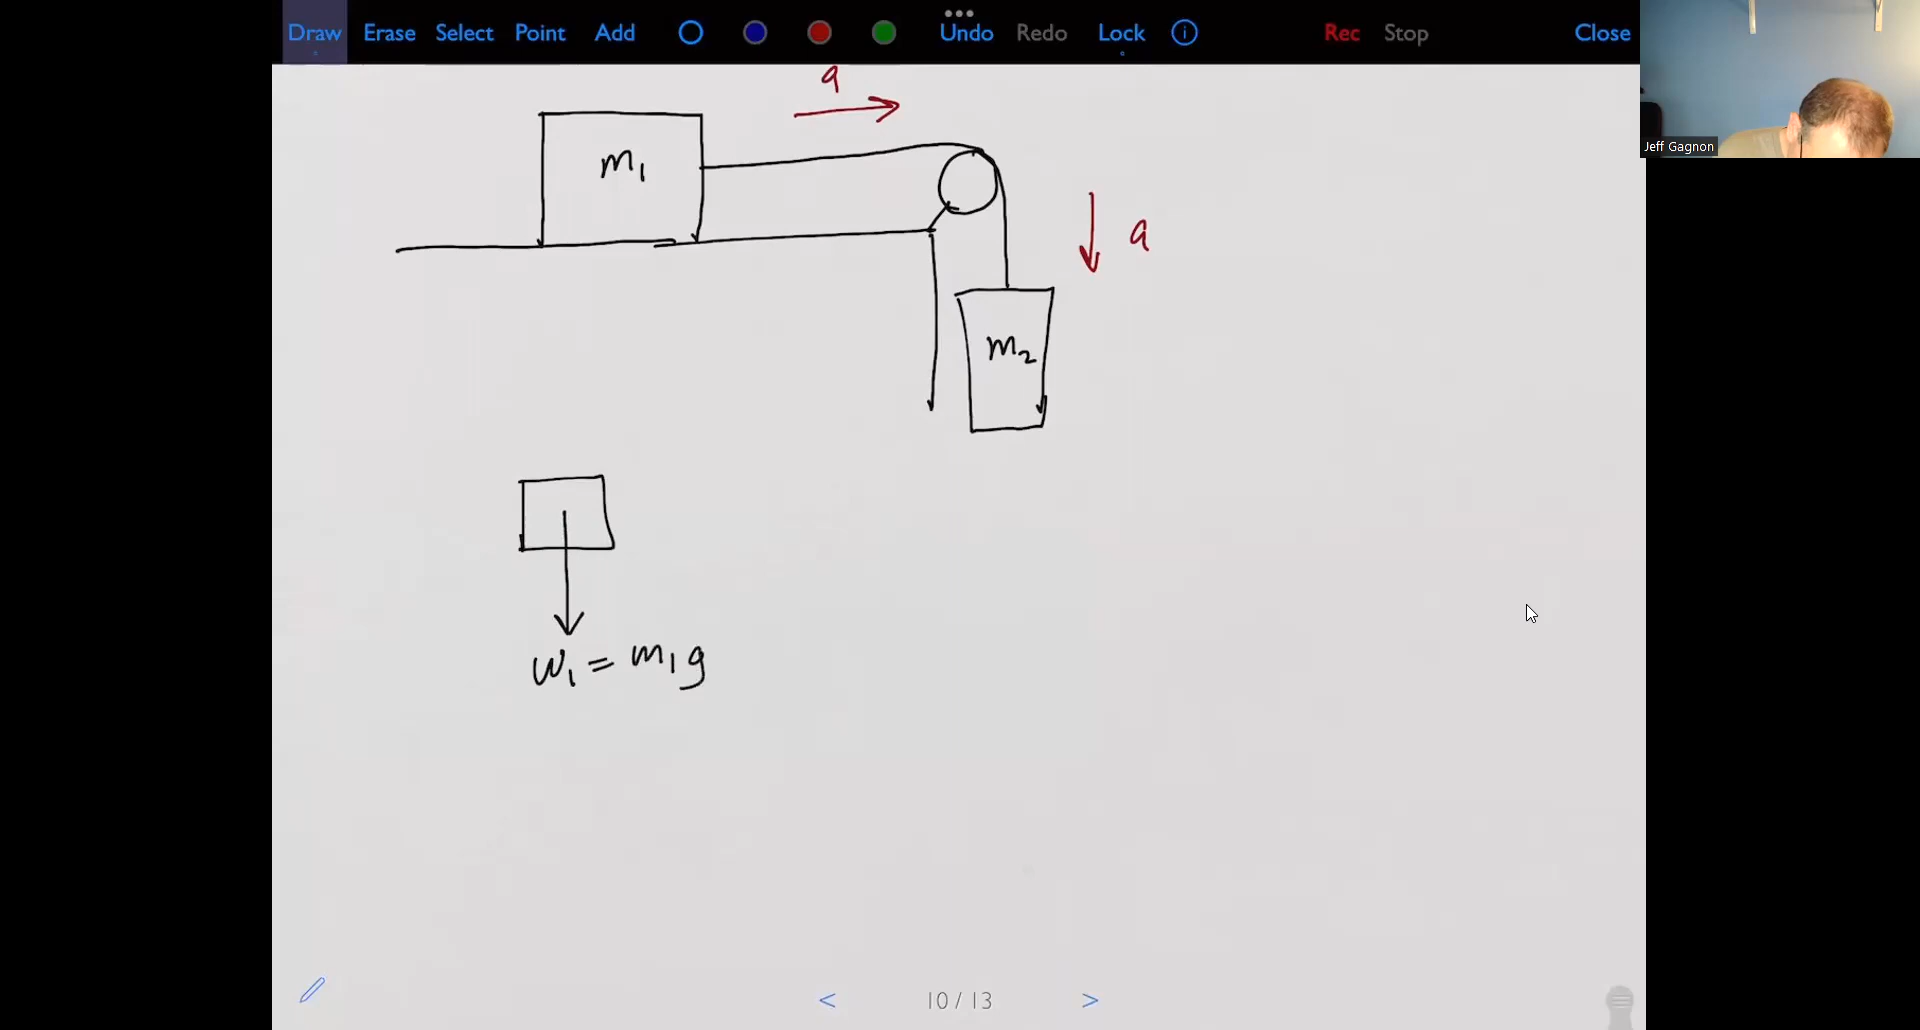 Draw Erase Select Point Add Undo Redo Lock Rec Stop Close
Jeff Gagnon
a
m₁
a
m₂
w₁ = m₁g
< 10 / 13 >